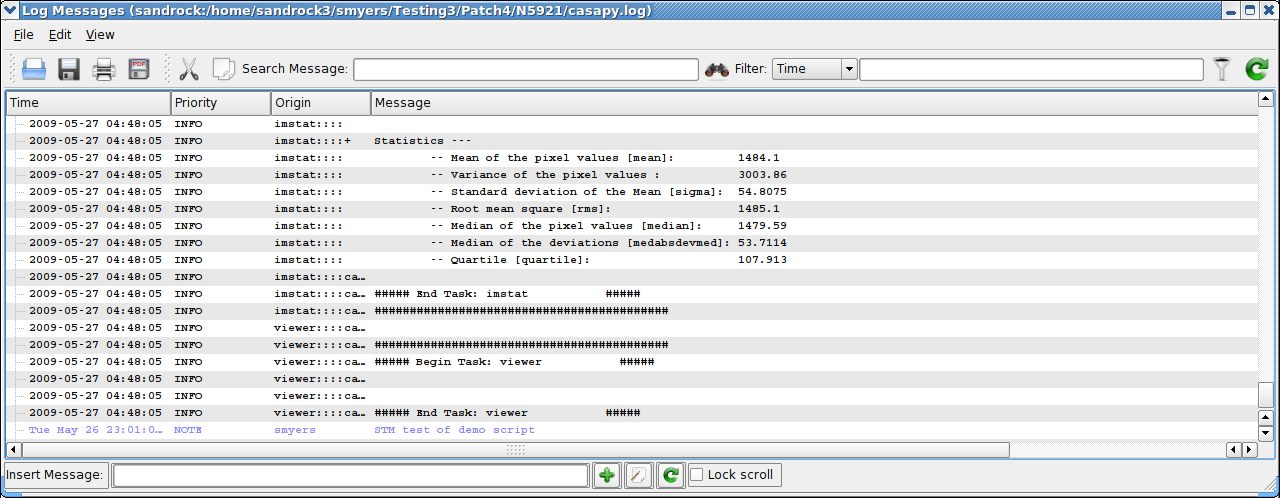 Log Messages (sandrock:/home/sandrock3/smyers/Testing3/Patch4/N5921/casapy.log)
File Edit View
Search Message: Filter: Time
Time Priority Origin Message
2009-05-27 04:48:05 INFO imstat::::
2009-05-27 04:48:05 INFO imstat::::+ Statistics ---
2009-05-27 04:48:05 INFO imstat:::: -- Mean of the pixel values [mean]: 1484.1
2009-05-27 04:48:05 INFO imstat:::: -- Variance of the pixel values : 3003.86
2009-05-27 04:48:05 INFO imstat:::: -- Standard deviation of the Mean [sigma]: 54.8075
2009-05-27 04:48:05 INFO imstat:::: -- Root mean square [rms]: 1485.1
2009-05-27 04:48:05 INFO imstat:::: -- Median of the pixel values [median]: 1479.59
2009-05-27 04:48:05 INFO imstat:::: -- Median of the deviations [medabsdevmed]: 53.7114
2009-05-27 04:48:05 INFO imstat:::: -- Quartile [quartile]: 107.913
2009-05-27 04:48:05 INFO imstat::::ca…
2009-05-27 04:48:05 INFO imstat::::ca… ##### End Task: imstat #####
2009-05-27 04:48:05 INFO imstat::::ca… ##########################################
2009-05-27 04:48:05 INFO viewer::::ca…
2009-05-27 04:48:05 INFO viewer::::ca… ##########################################
2009-05-27 04:48:05 INFO viewer::::ca… ##### Begin Task: viewer #####
2009-05-27 04:48:05 INFO viewer::::ca…
2009-05-27 04:48:05 INFO viewer::::ca…
2009-05-27 04:48:05 INFO viewer::::ca… ##### End Task: viewer #####
Tue May 26 23:01:0… NOTE smyers STM test of demo script
Insert Message: Lock scroll